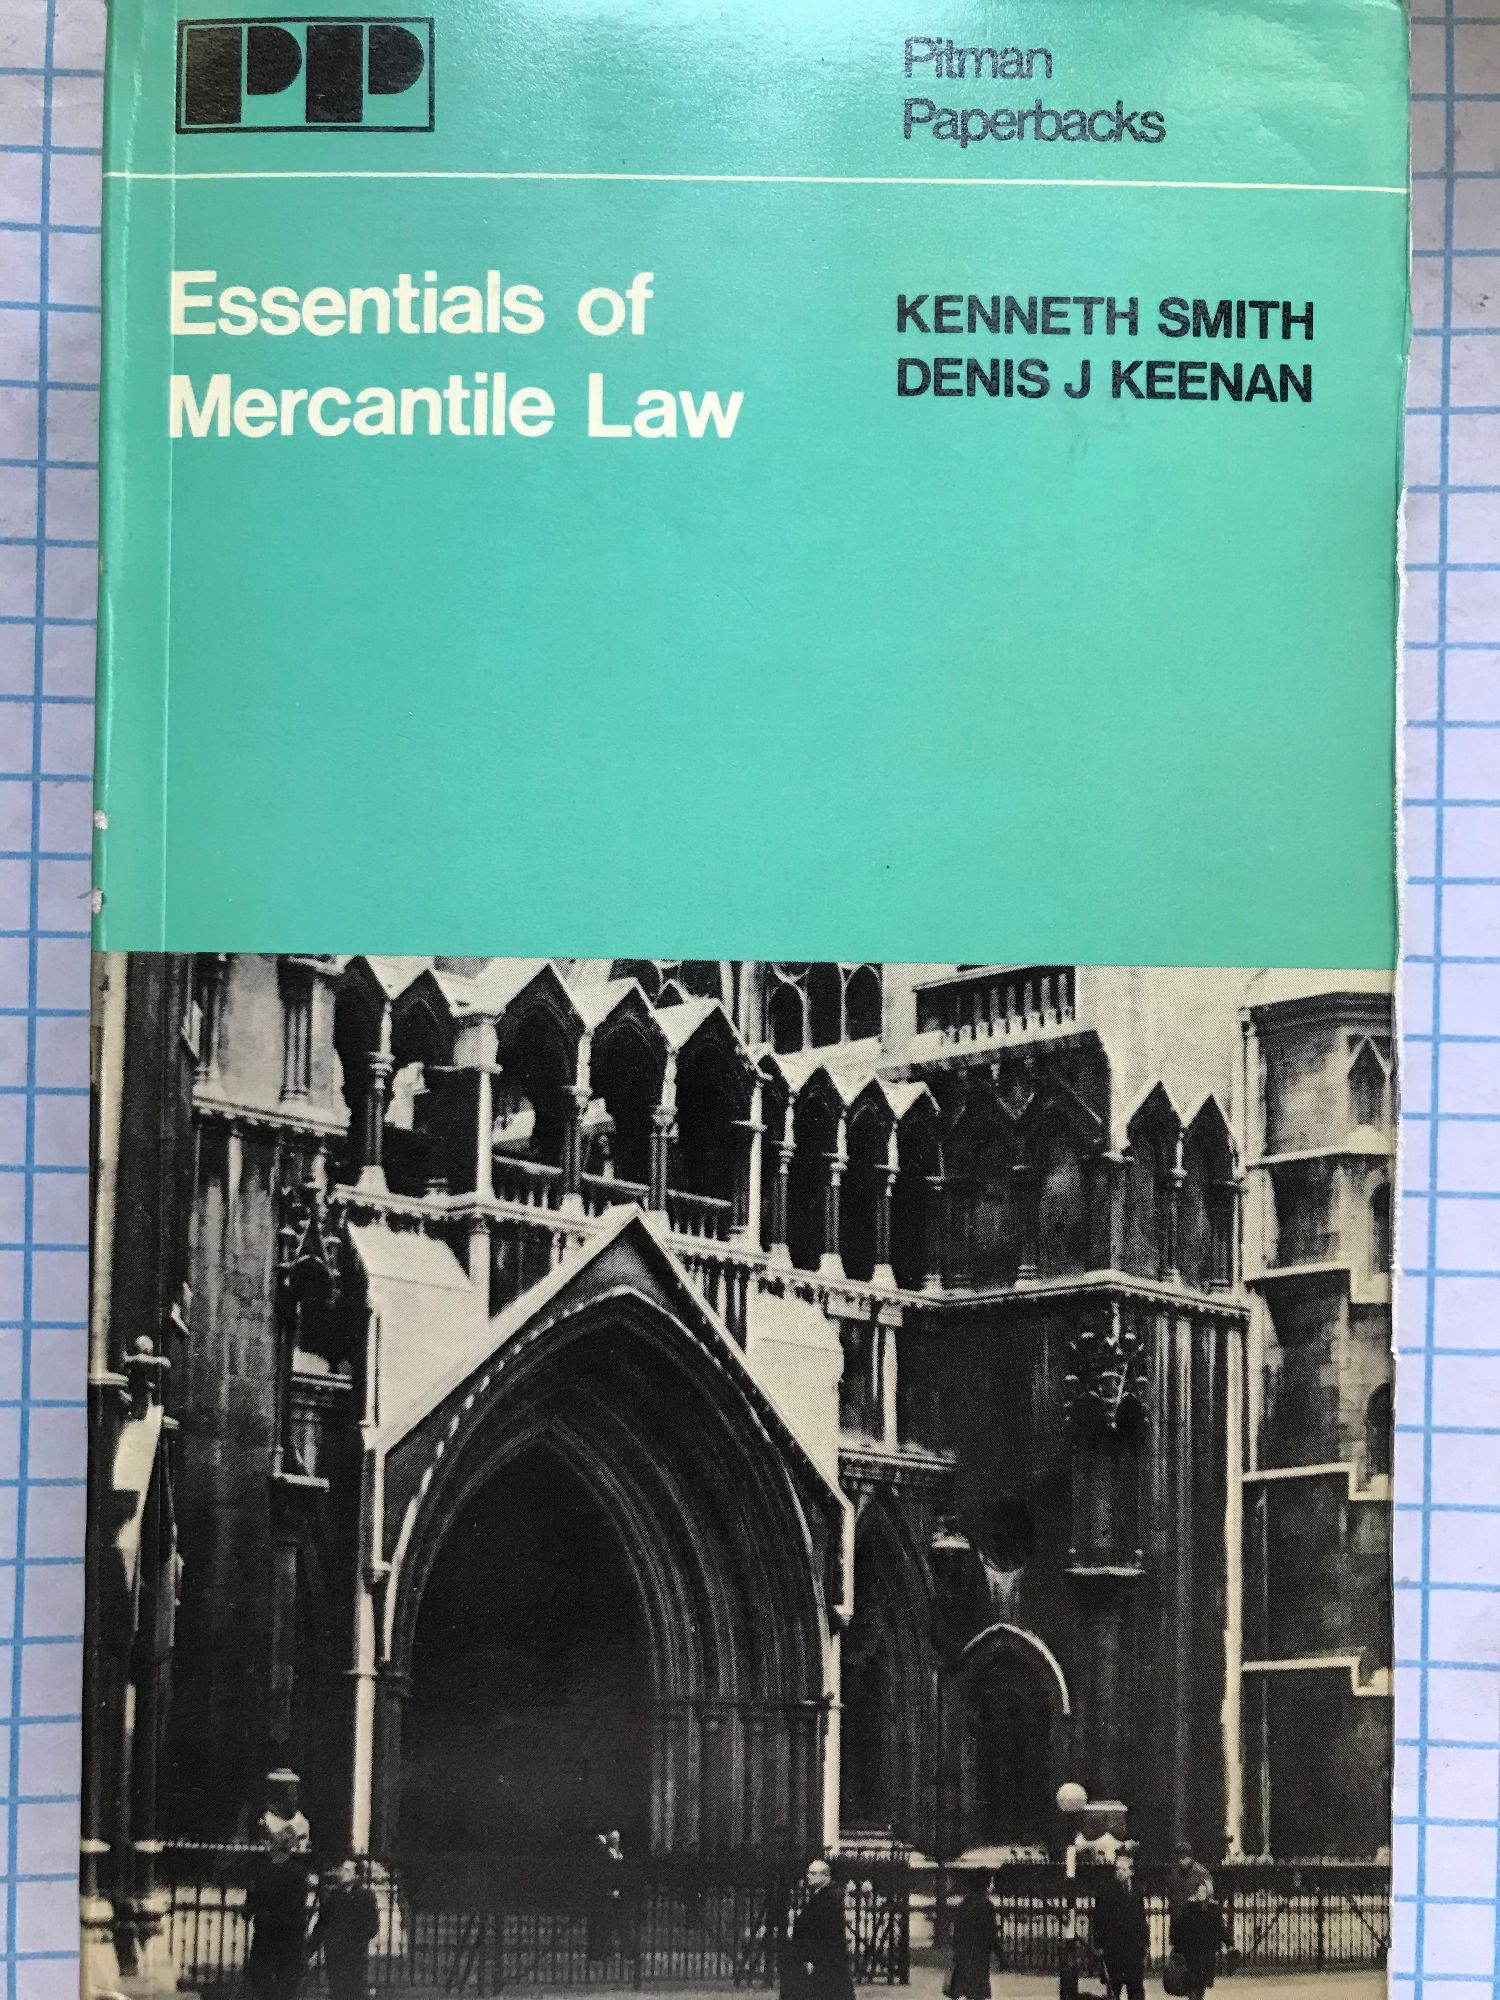 PP
Pitman
Paperbacks
Essentials of
Mercantile Law
KENNETH SMITH
DENIS J KEENAN